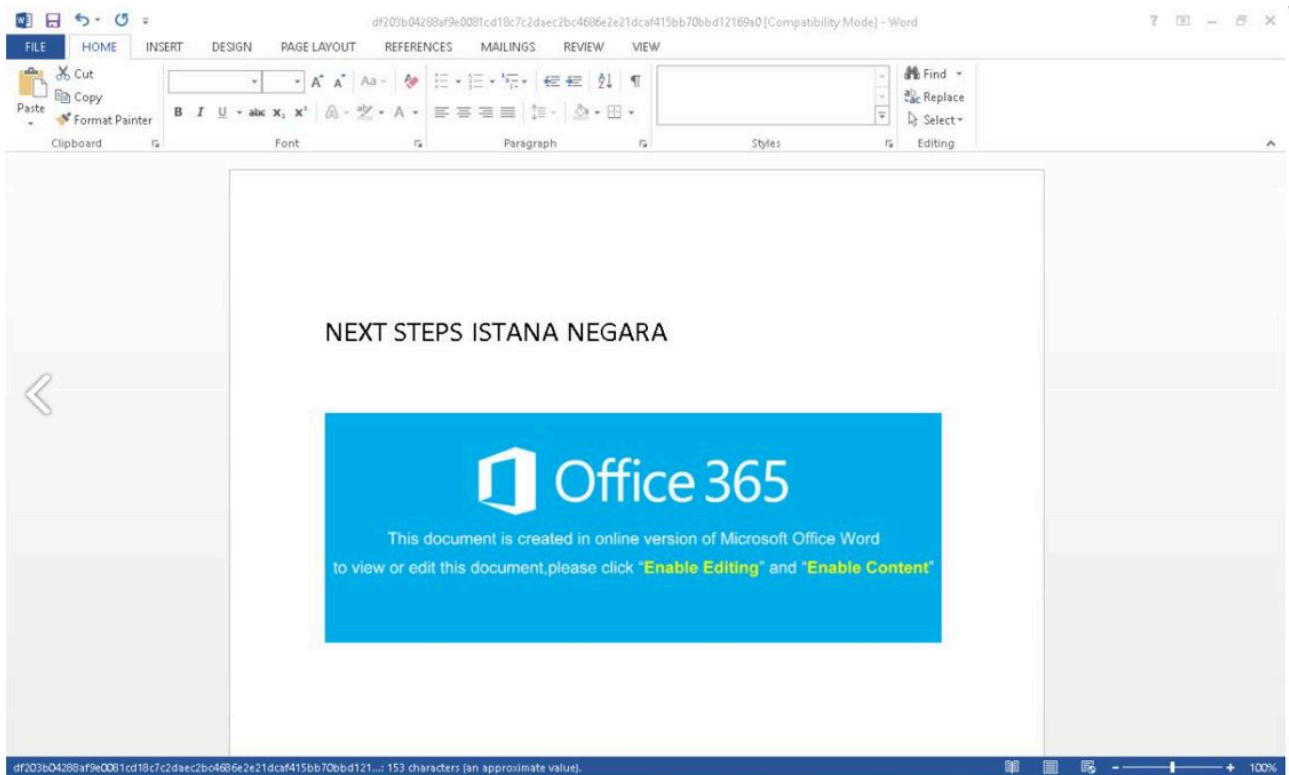 df203b04288af9e0081cd18c7c2daec2bc4686e2e21dcaf415bb70bbd12169a0 [Compatibility Mode] - Word
FILE HOME INSERT DESIGN PAGE LAYOUT REFERENCES MAILINGS REVIEW VIEW
Paste
Cut
Copy
Format Painter
Clipboard
Font
Paragraph
Styles
Find
Replace
Select
Editing
NEXT STEPS ISTANA NEGARA
Office 365
This document is created in online version of Microsoft Office Word
to view or edit this document,please click "Enable Editing" and "Enable Content"
df203b04288af9e0081cd18c7c2daec2bc4686e2e21dcaf415bb70bbd121...: 153 characters (an approximate value).
100%